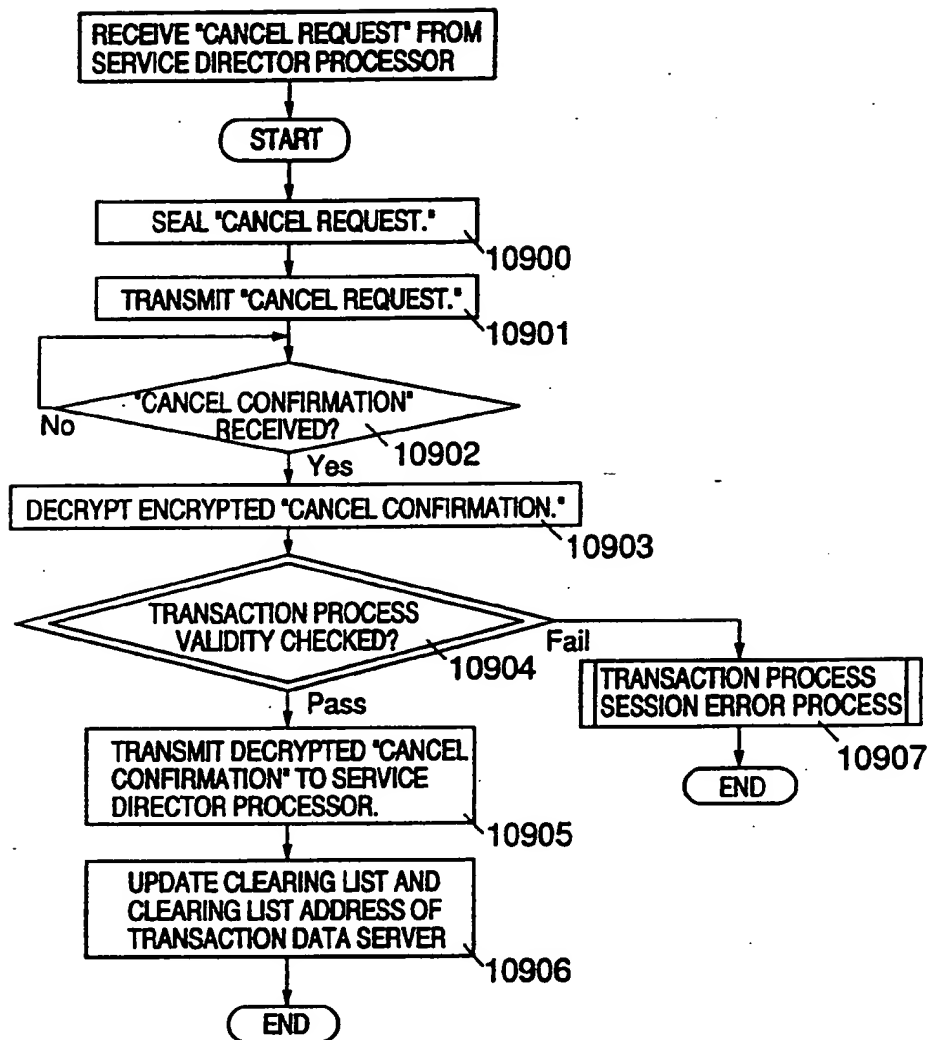 RECEIVE "CANCEL REQUEST" FROM
SERVICE DIRECTOR PROCESSOR
START
SEAL "CANCEL REQUEST."
10900
TRANSMIT "CANCEL REQUEST."
10901
"CANCEL CONFIRMATION"
RECEIVED?
No
10902
Yes
DECRYPT ENCRYPTED "CANCEL CONFIRMATION."
10903
TRANSACTION PROCESS
VALIDITY CHECKED?
10904
Fail
Pass
TRANSACTION PROCESS
SESSION ERROR PROCESS
10907
END
TRANSMIT DECRYPTED "CANCEL
CONFIRMATION" TO SERVICE
DIRECTOR PROCESSOR.
10905
UPDATE CLEARING LIST AND
CLEARING LIST ADDRESS OF
TRANSACTION DATA SERVER
10906
END